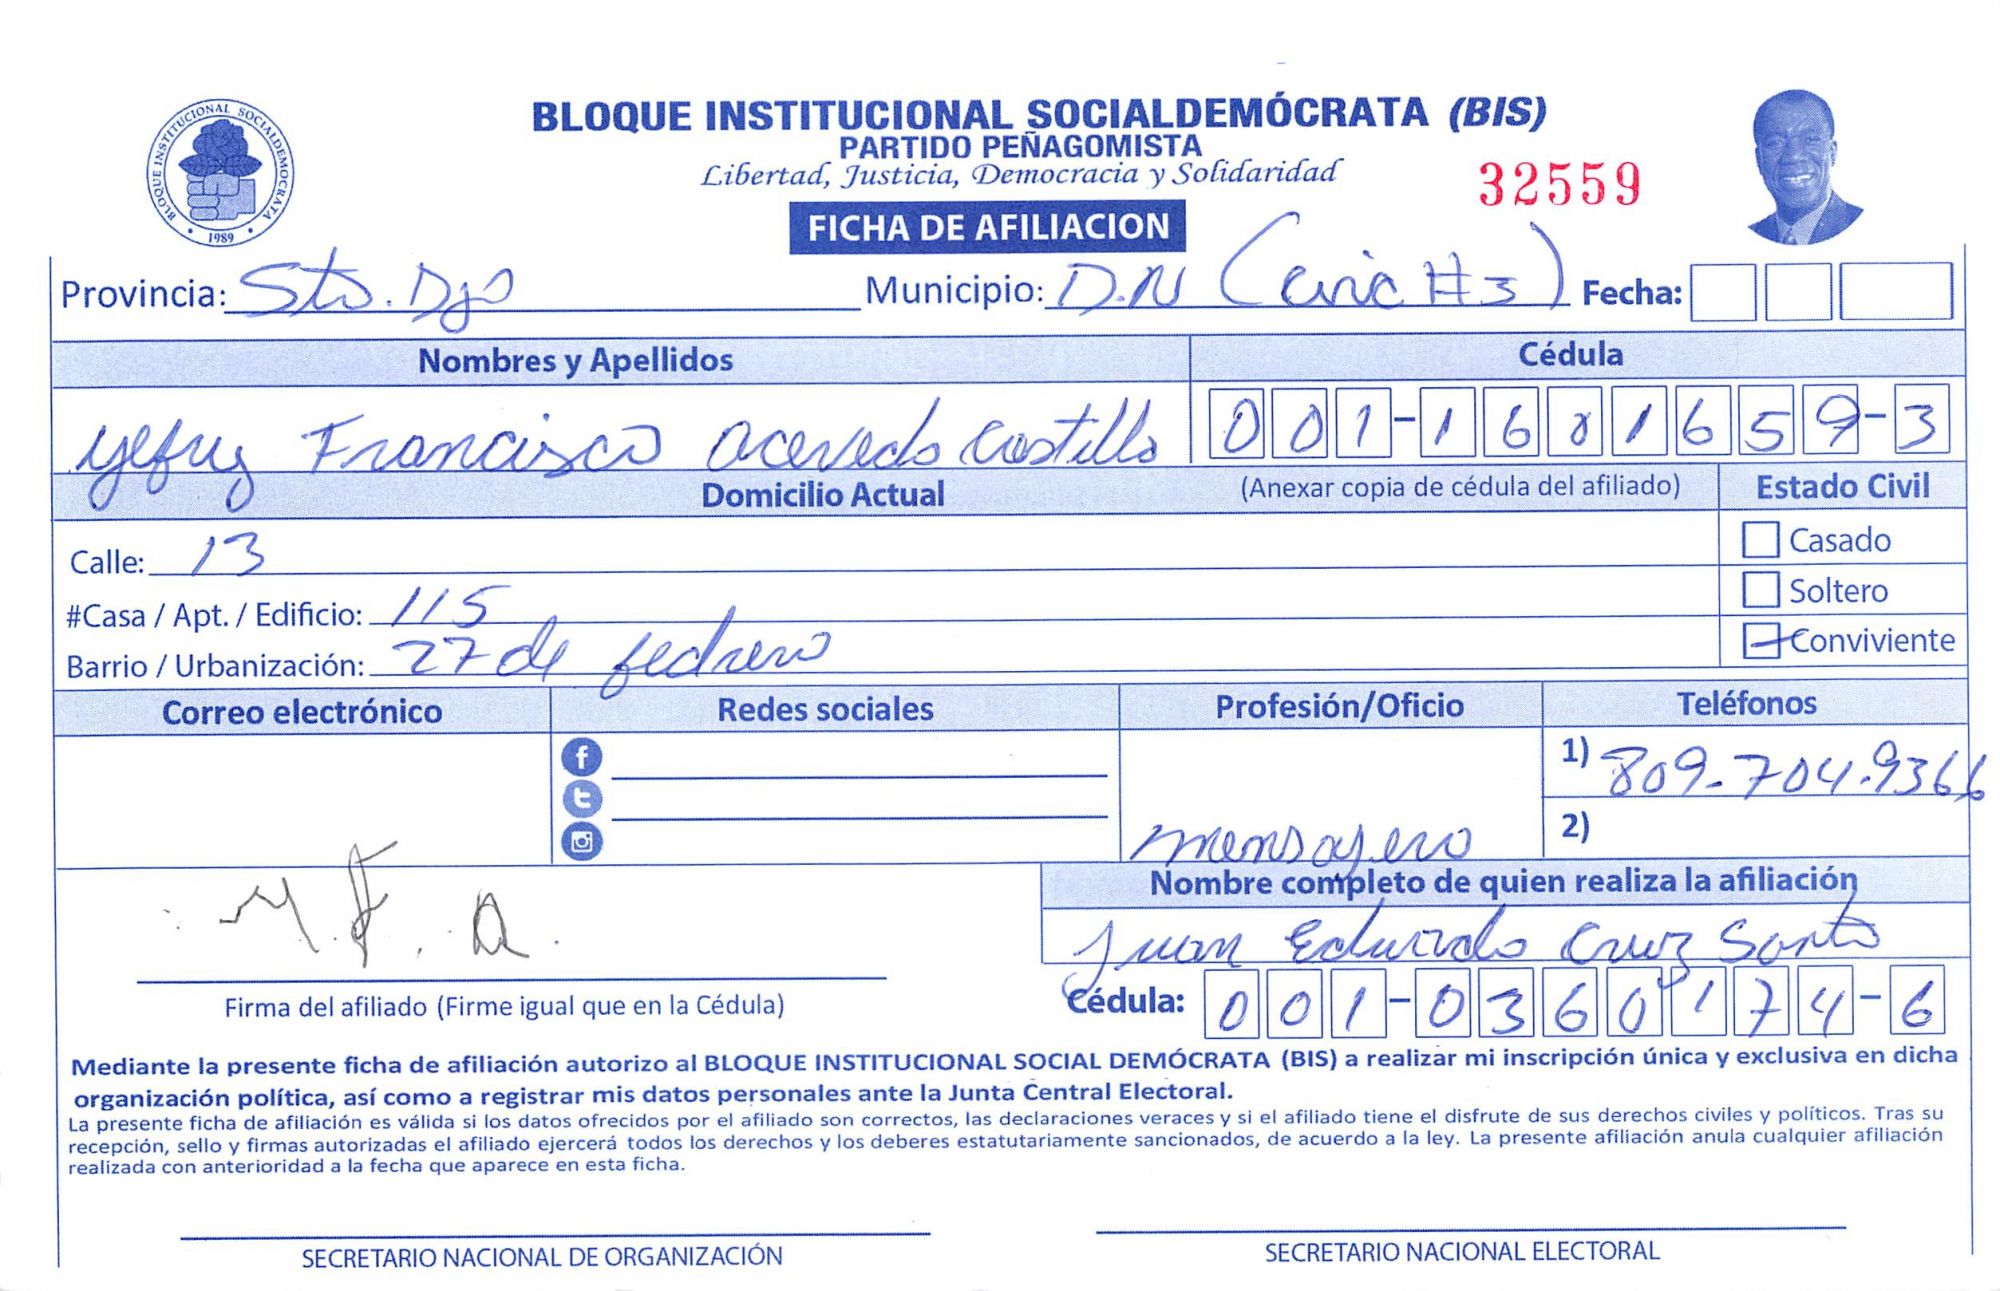 BLOQUE INSTITUCIONAL SOCIALDEMÓCRATA (BIS)
PARTIDO PEÑAGOMISTA
Libertad, Justicia, Democracia y Solidaridad
32559
BLOQUE INSTITUCIONAL SOCIALDEMOCRATA
1989
FICHA DE AFILIACION
Provincia: Sto. Dgo Municipio: D.N (Circ #3) Fecha:
Nombres y Apellidos Cédula
Yefry Francisco Acevedo Castillo 001-1601659-3
Domicilio Actual (Anexar copia de cédula del afiliado) Estado Civil
Calle: 13 Casado
#Casa / Apt. / Edificio: 115 Soltero
Barrio / Urbanización: 27 de febrero Conviviente
Correo electrónico Redes sociales Profesión/Oficio Teléfonos
1) 809-704-9366
mensajero 2)
Nombre completo de quien realiza la afiliación
Y. F. A.
Juan Eduardo Cruz Santo
Firma del afiliado (Firme igual que en la Cédula) Cédula: 001-0360174-6
Mediante la presente ficha de afiliación autorizo al BLOQUE INSTITUCIONAL SOCIAL DEMÓCRATA (BIS) a realizar mi inscripción única y exclusiva en dicha
organización política, así como a registrar mis datos personales ante la Junta Central Electoral.
La presente ficha de afiliación es válida si los datos ofrecidos por el afiliado son correctos, las declaraciones veraces y si el afiliado tiene el disfrute de sus derechos civiles y políticos. Tras su
recepción, sello y firmas autorizadas el afiliado ejercerá todos los derechos y los deberes estatutariamente sancionados, de acuerdo a la ley. La presente afiliación anula cualquier afiliación
realizada con anterioridad a la fecha que aparece en esta ficha.
SECRETARIO NACIONAL DE ORGANIZACIÓN SECRETARIO NACIONAL ELECTORAL